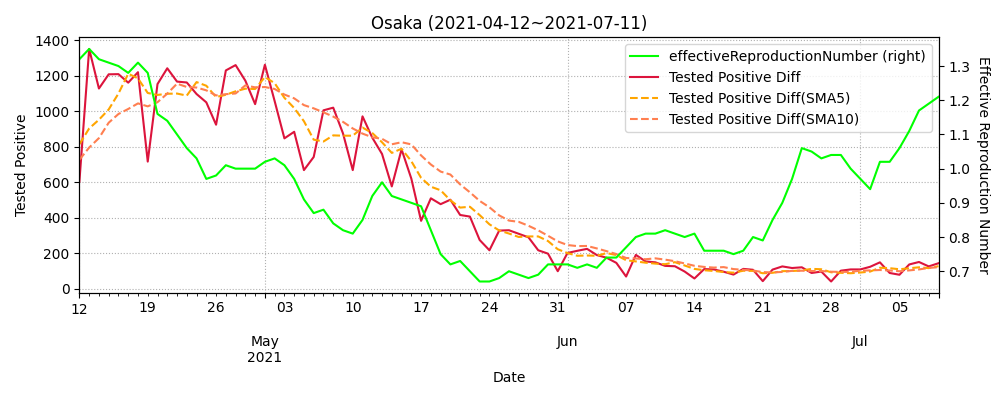 Osaka (2021-04-12~2021-07-11)
effectiveReproductionNumber (right)
Tested Positive Diff
Tested Positive Diff(SMA5)
Tested Positive Diff(SMA10)
Tested Positive
1400
1200
1000
800
600
400
200
0
Effective Reproduction Number
1.3
1.2
1.1
1.0
0.9
0.8
0.7
12 19 26 03 10 17 24 31 07 14 21 28 05
May Jun Jul
2021
Date